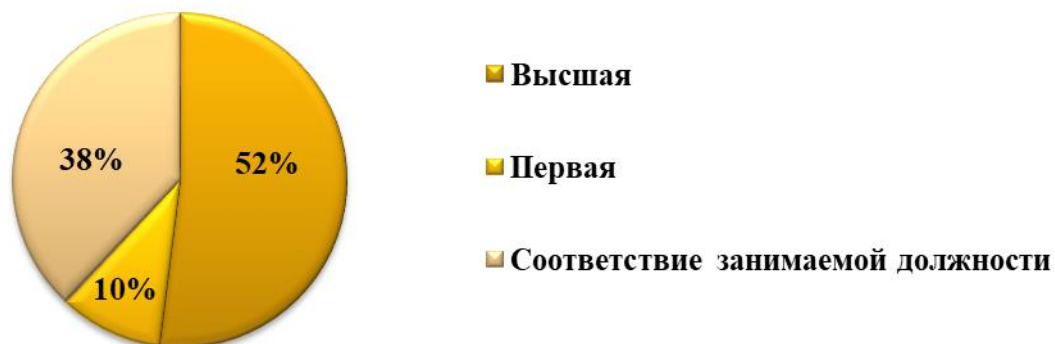 38%
52%
10%
Высшая
Первая
Соответствие занимаемой должности